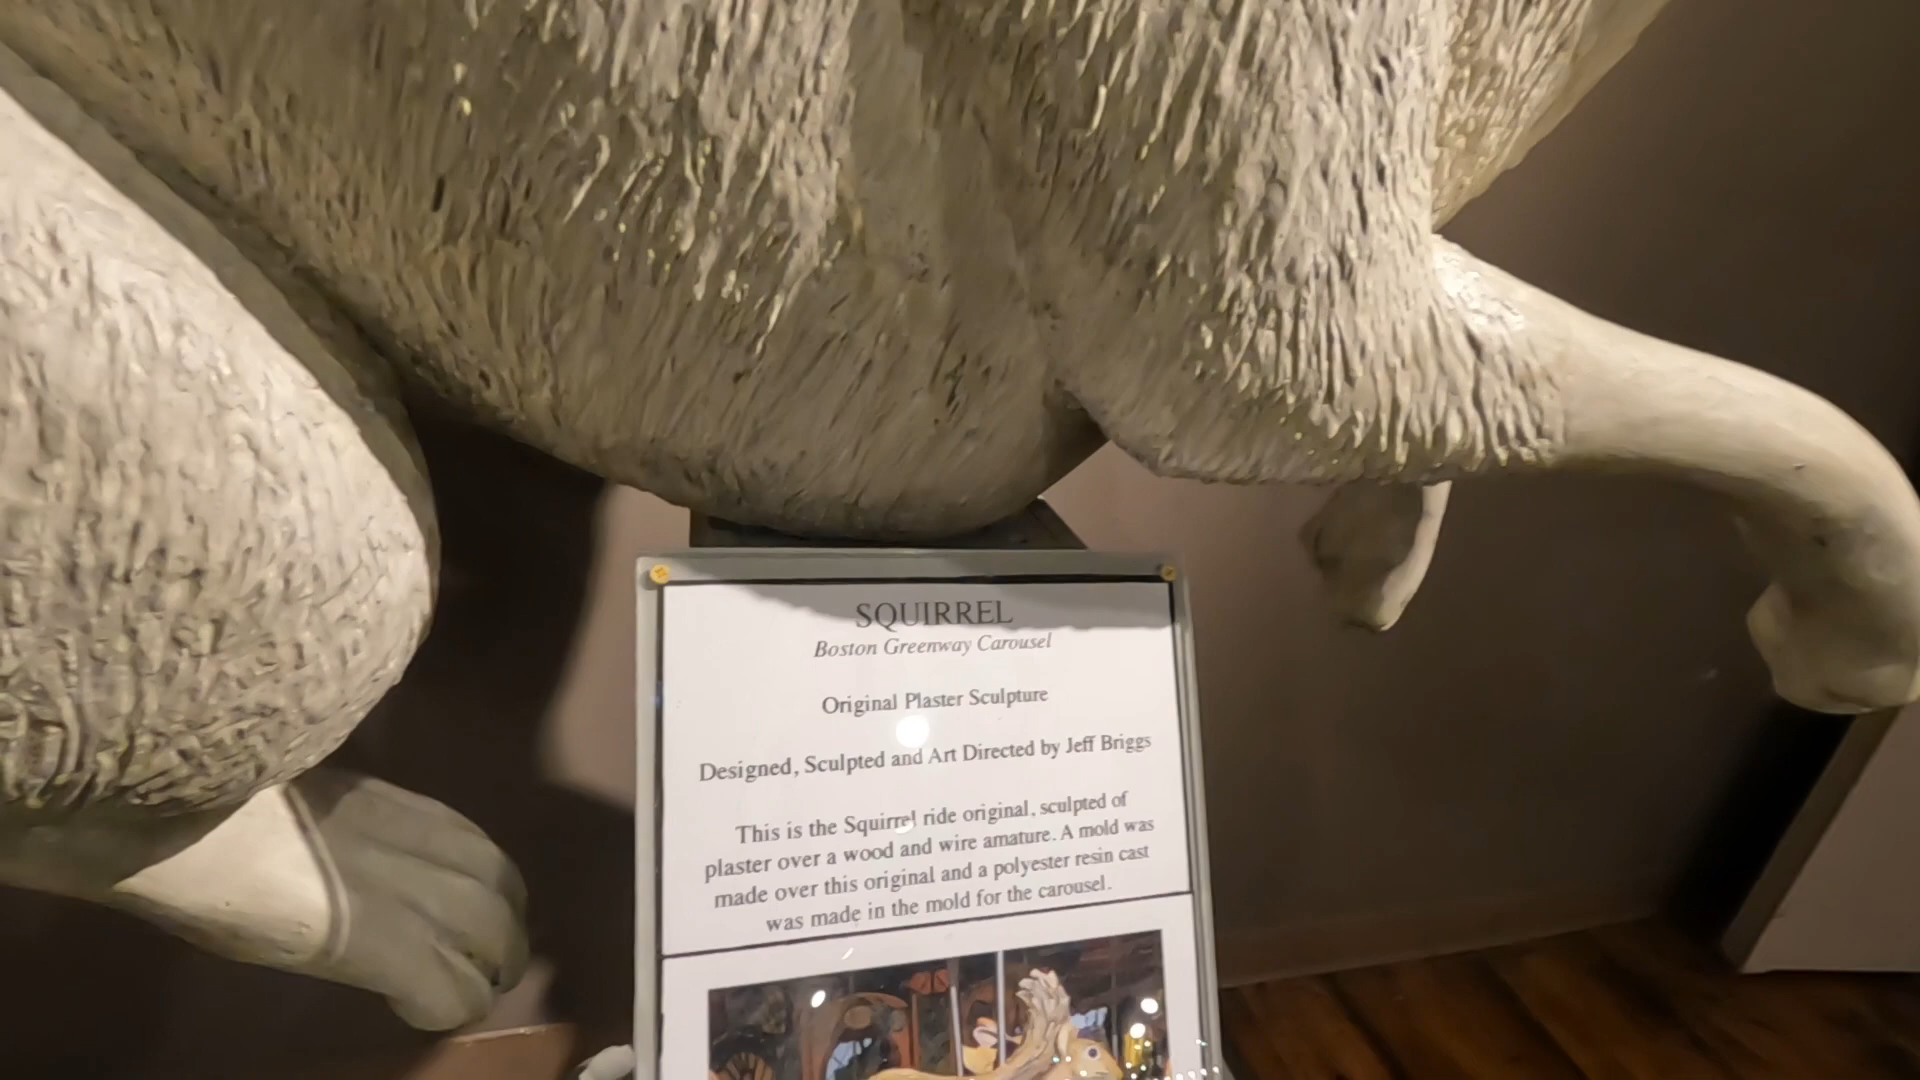 SQUIRREL
Boston Greenway Carousel
Original Plaster Sculpture
Designed, Sculpted and Art Directed by Jeff Briggs
This is the Squirrel ride original, sculpted of
plaster over a wood and wire amature. A mold was
made over this original and a polyester resin cast
was made in the mold for the carousel.